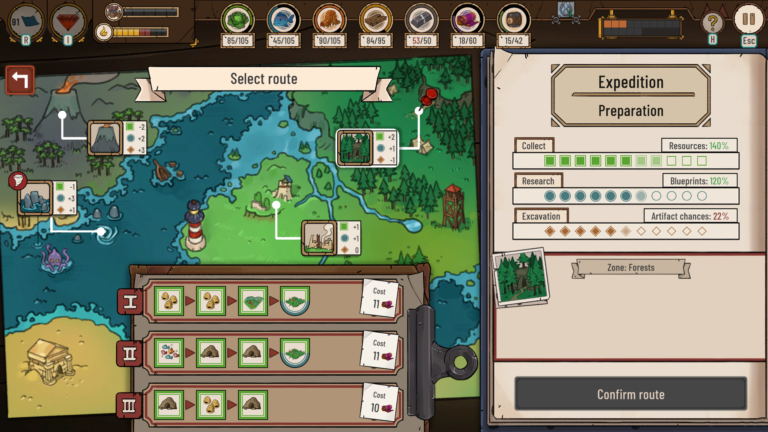 91
R
I
65/105
45/105
90/105
84/95
53/50
18/60
15/42
?
H
Esc
Select route
-2
+2
+3
+2
+1
-1
-1
+3
+1
+1
+1
0
I
Cost
11
II
Cost
11
III
Cost
10
Expedition
Preparation
Collect
Resources: 140%
Research
Blueprints: 120%
Excavation
Artifact chances: 22%
Zone: Forests
Confirm route